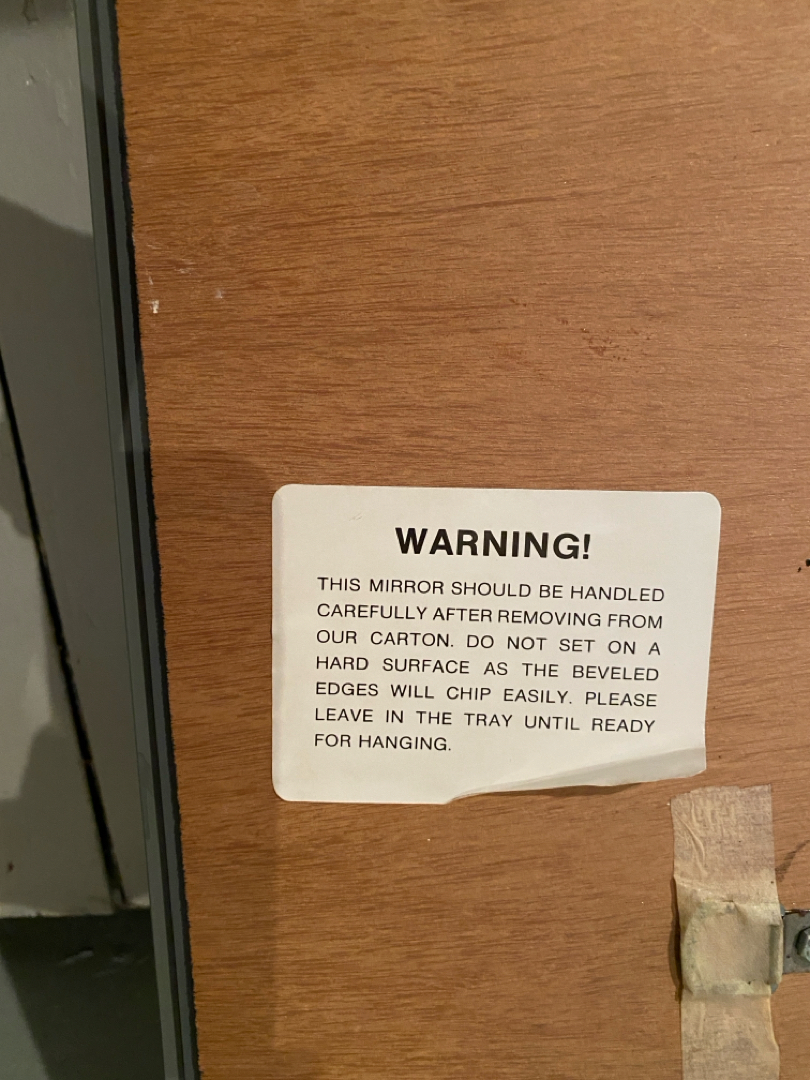 WARNING!
THIS MIRROR SHOULD BE HANDLED
CAREFULLY AFTER REMOVING FROM
OUR CARTON. DO NOT SET ON A
HARD SURFACE AS THE BEVELED
EDGES WILL CHIP EASILY. PLEASE
LEAVE IN THE TRAY UNTIL READY
FOR HANGING.